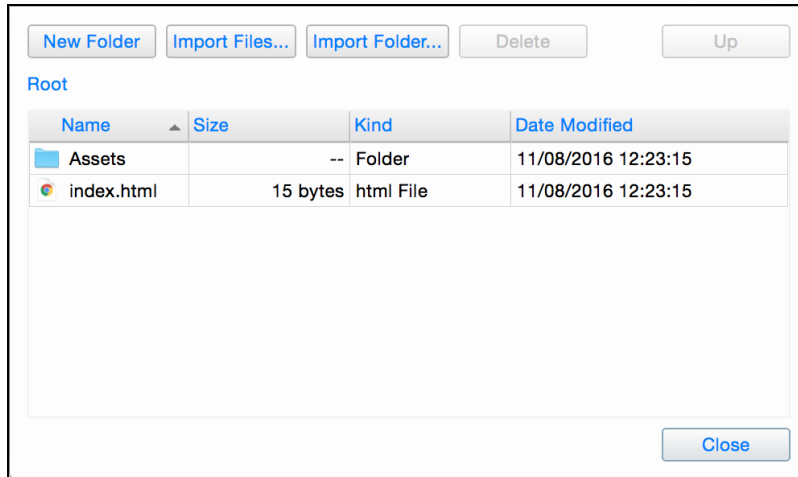 New Folder Import Files... Import Folder... Delete Up
Root
Name Size Kind Date Modified
Assets -- Folder 11/08/2016 12:23:15
index.html 15 bytes html File 11/08/2016 12:23:15
Close